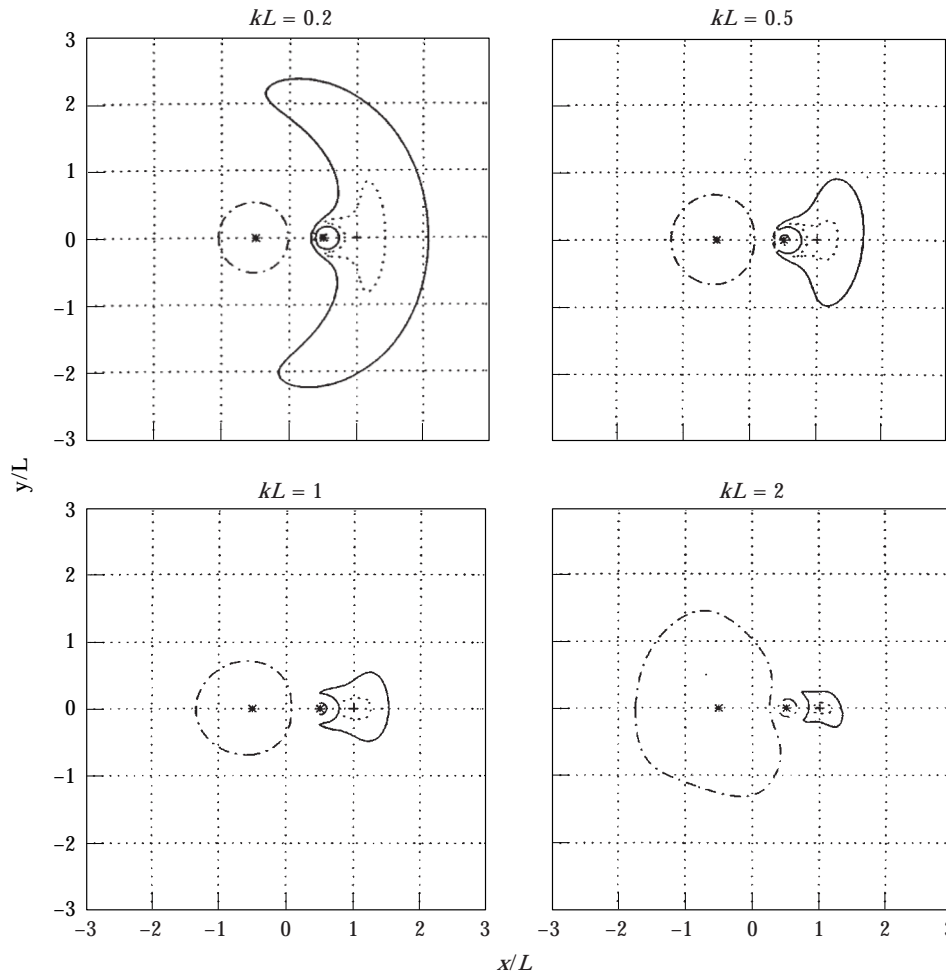 kL = 0.2
kL = 0.5
3
2
1
0
–1
–2
–3
y/L
kL = 1
kL = 2
3
2
1
0
–1
–2
–3
–3 –2 –1 0 1 2 3
–3 –2 –1 0 1 2 3
x/L